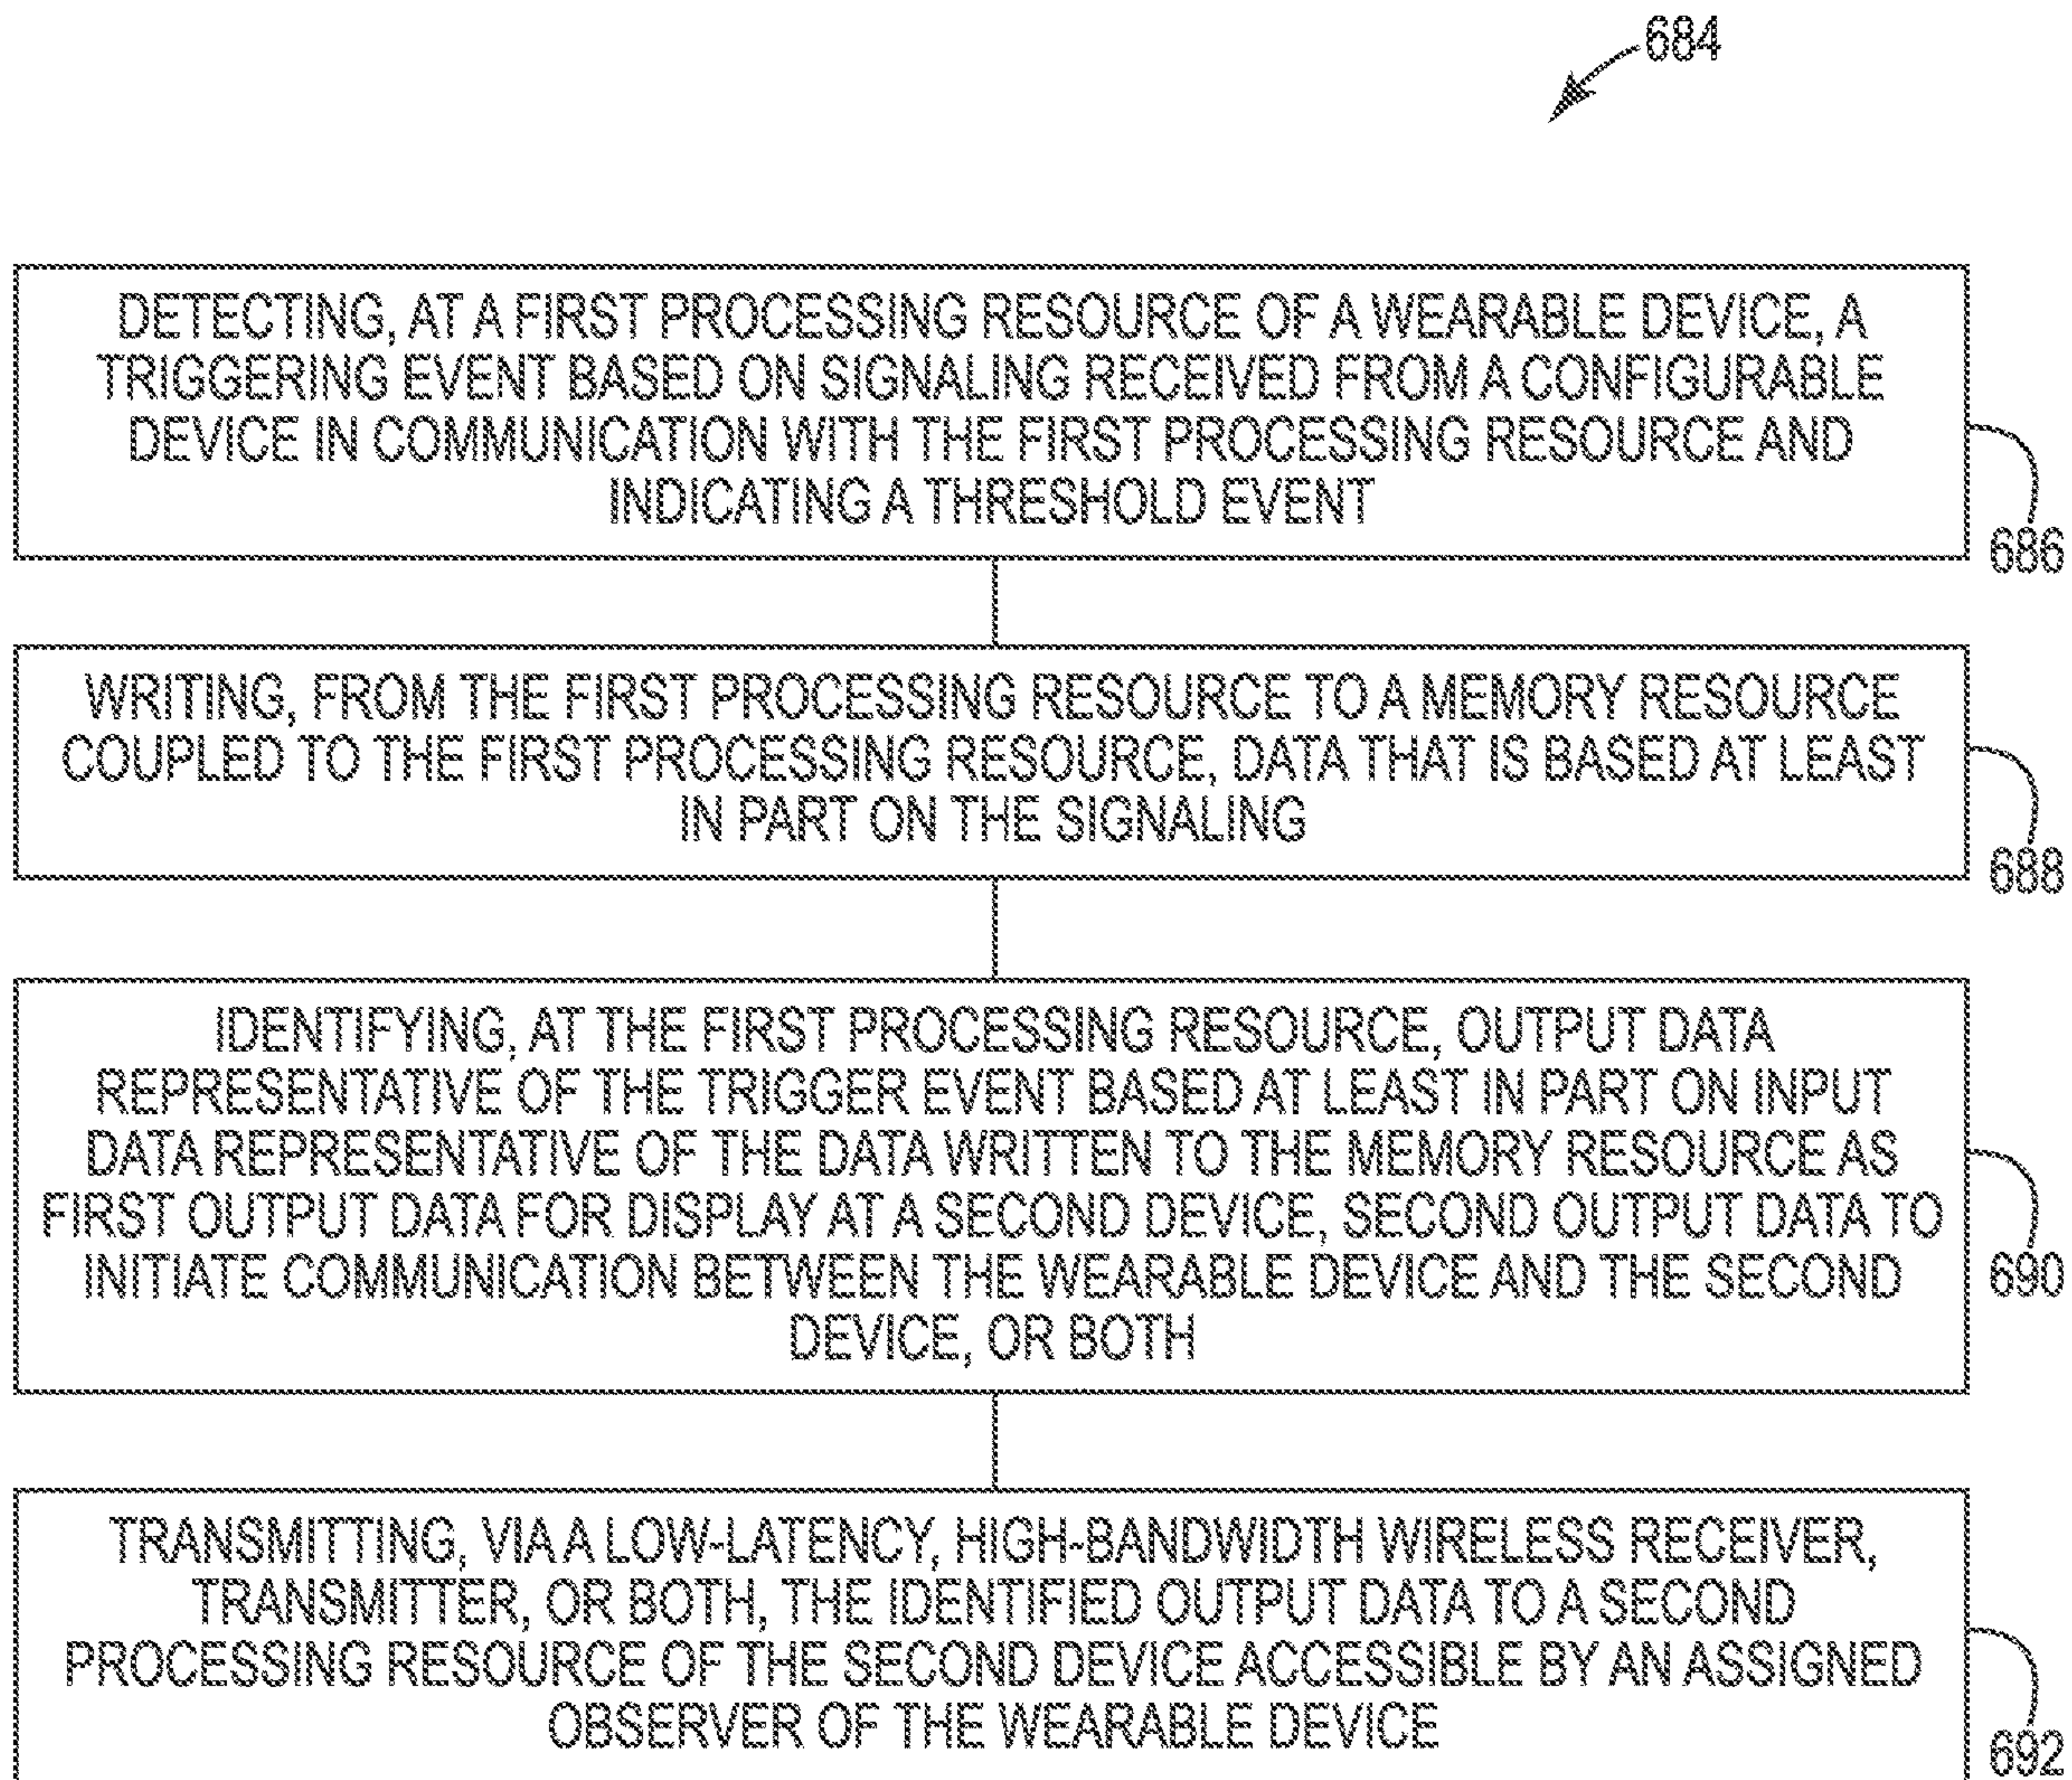 684
DETECTING, AT A FIRST PROCESSING RESOURCE OF A WEARABLE DEVICE, A
TRIGGERING EVENT BASED ON SIGNALING RECEIVED FROM A CONFIGURABLE
DEVICE IN COMMUNICATION WITH THE FIRST PROCESSING RESOURCE AND
INDICATING A THRESHOLD EVENT
686
WRITING, FROM THE FIRST PROCESSING RESOURCE TO A MEMORY RESOURCE
COUPLED TO THE FIRST PROCESSING RESOURCE, DATA THAT IS BASED AT LEAST
IN PART ON THE SIGNALING
688
IDENTIFYING, AT THE FIRST PROCESSING RESOURCE, OUTPUT DATA
REPRESENTATIVE OF THE TRIGGER EVENT BASED AT LEAST IN PART ON INPUT
DATA REPRESENTATIVE OF THE DATA WRITTEN TO THE MEMORY RESOURCE AS
FIRST OUTPUT DATA FOR DISPLAY AT A SECOND DEVICE, SECOND OUTPUT DATA TO
INITIATE COMMUNICATION BETWEEN THE WEARABLE DEVICE AND THE SECOND
DEVICE, OR BOTH
690
TRANSMITTING, VIA A LOW-LATENCY, HIGH-BANDWIDTH WIRELESS RECEIVER,
TRANSMITTER, OR BOTH, THE IDENTIFIED OUTPUT DATA TO A SECOND
PROCESSING RESOURCE OF THE SECOND DEVICE ACCESSIBLE BY AN ASSIGNED
OBSERVER OF THE WEARABLE DEVICE
692